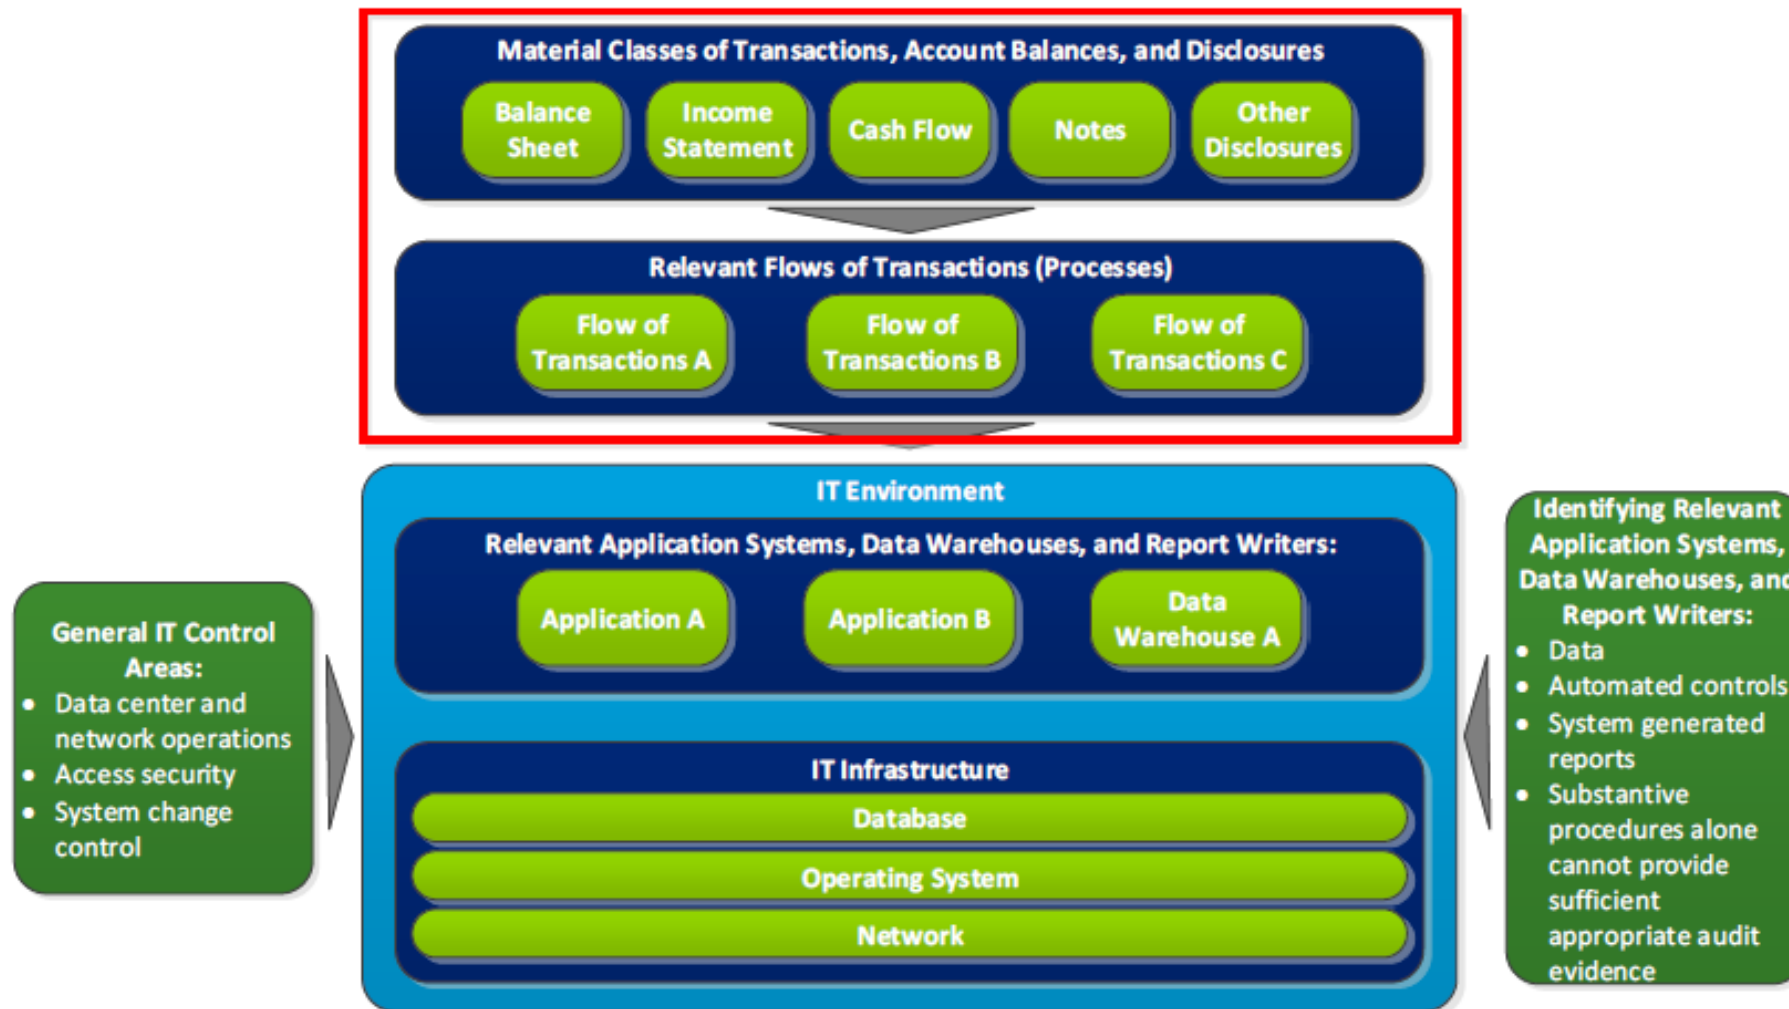 Material Classes of Transactions, Account Balances, and Disclosures
Balance
Sheet
Income
Statement
Cash Flow
Notes
Other
Disclosures
Relevant Flows of Transactions (Processes)
Flow of
Transactions A
Flow of
Transactions B
Flow of
Transactions C
IT Environment
Relevant Application Systems, Data Warehouses, and Report Writers:
Application A
Application B
Data
Warehouse A
IT Infrastructure
Database
Operating System
Network
General IT Control
Areas:
• Data center and
network operations
• Access security
• System change
control
Identifying Relevant
Application Systems,
Data Warehouses, and
Report Writers:
• Data
• Automated controls
• System generated
reports
• Substantive
procedures alone
cannot provide
sufficient
appropriate audit
evidence